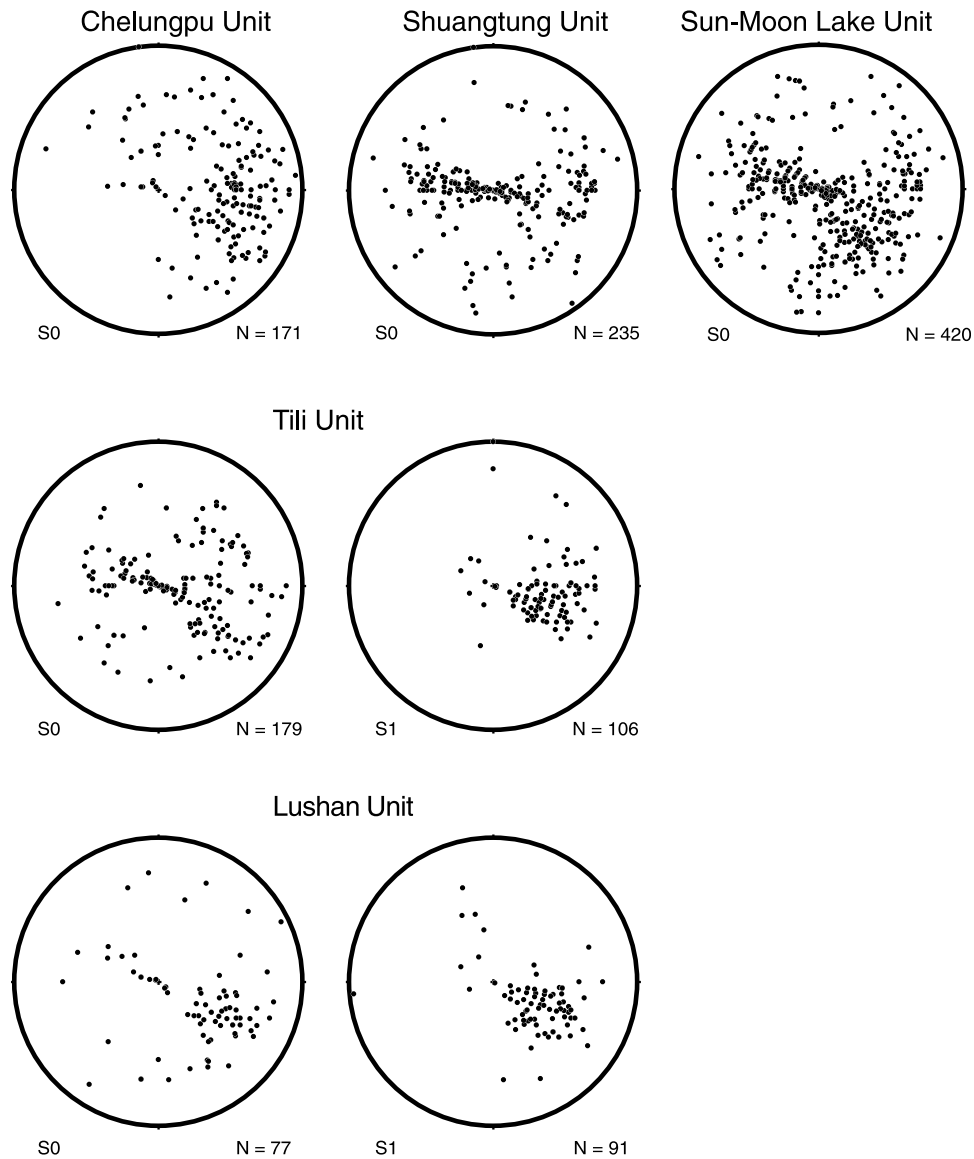 Chelungpu Unit
Shuangtung Unit
Sun-Moon Lake Unit
S0 N = 171
S0 N = 235
S0 N = 420
Tili Unit
S0 N = 179
S1 N = 106
Lushan Unit
S0 N = 77
S1 N = 91